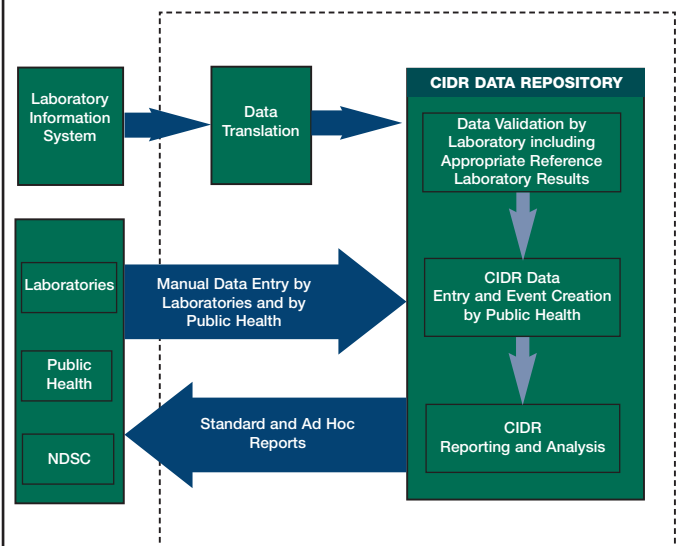 Laboratory
Information
System
Data
Translation
CIDR DATA REPOSITORY
Data Validation by
Laboratory including
Appropriate Reference
Laboratory Results
Laboratories
Public
Health
NDSC
Manual Data Entry by
Laboratories and by
Public Health
CIDR Data
Entry and Event Creation
by Public Health
Standard and Ad Hoc
Reports
CIDR
Reporting and Analysis